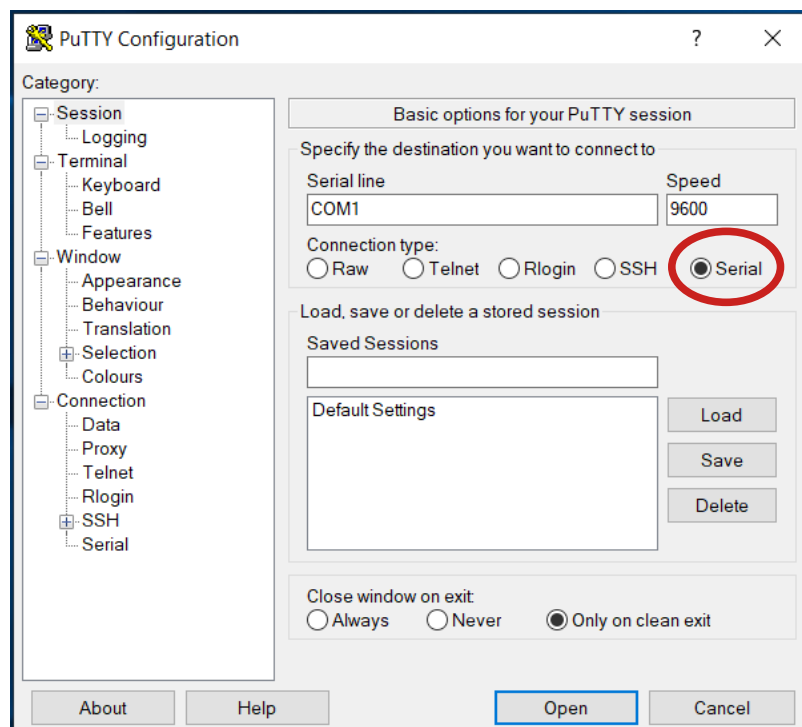 PuTTY Configuration
?
Category:
Session
Logging
Terminal
Keyboard
Bell
Features
Window
Appearance
Behaviour
Translation
Selection
Colours
Connection
Data
Proxy
Telnet
Rlogin
SSH
Serial
Basic options for your PuTTY session
Specify the destination you want to connect to
Serial line Speed
COM1 9600
Connection type:
Raw Telnet Rlogin SSH Serial
Load, save or delete a stored session
Saved Sessions
Default Settings
Load
Save
Delete
Close window on exit:
Always Never Only on clean exit
About Help Open Cancel